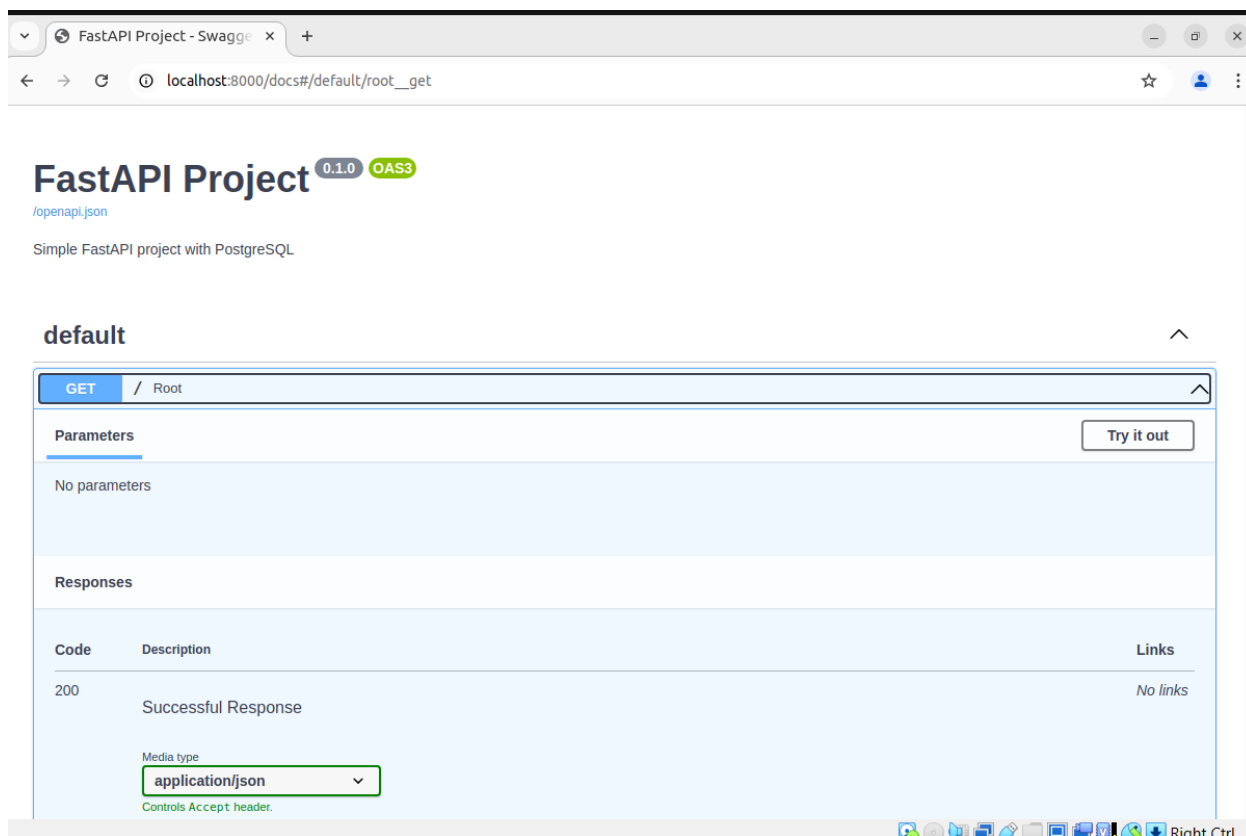 FastAPI Project - Swagge
localhost:8000/docs#/default/root__get
FastAPI Project 0.1.0 OAS3
/openapi.json
Simple FastAPI project with PostgreSQL
default
GET / Root
Parameters Try it out
No parameters
Responses
Code Description Links
200 No links
Successful Response
Media type
application/json
Controls Accept header.
Right Ctrl